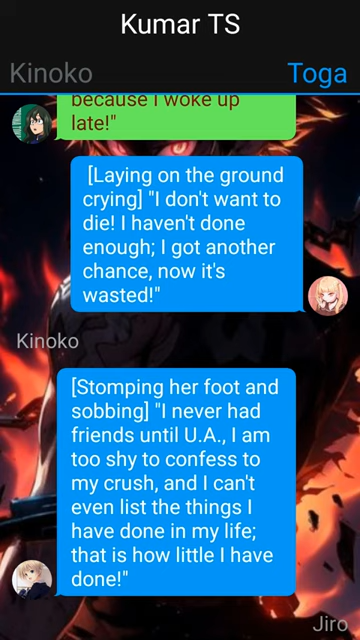 Kumar TS
Kinoko
Toga
because I woke up
late!"
[Laying on the ground
crying] "I don't want to
die! I haven't done
enough; I got another
chance, now it's
wasted!"
Kinoko
[Stomping her foot and
sobbing] "I never had
friends until U.A., I am
too shy to confess to
my crush, and I can't
even list the things I
have done in my life;
that is how little I have
done!"
Jiro